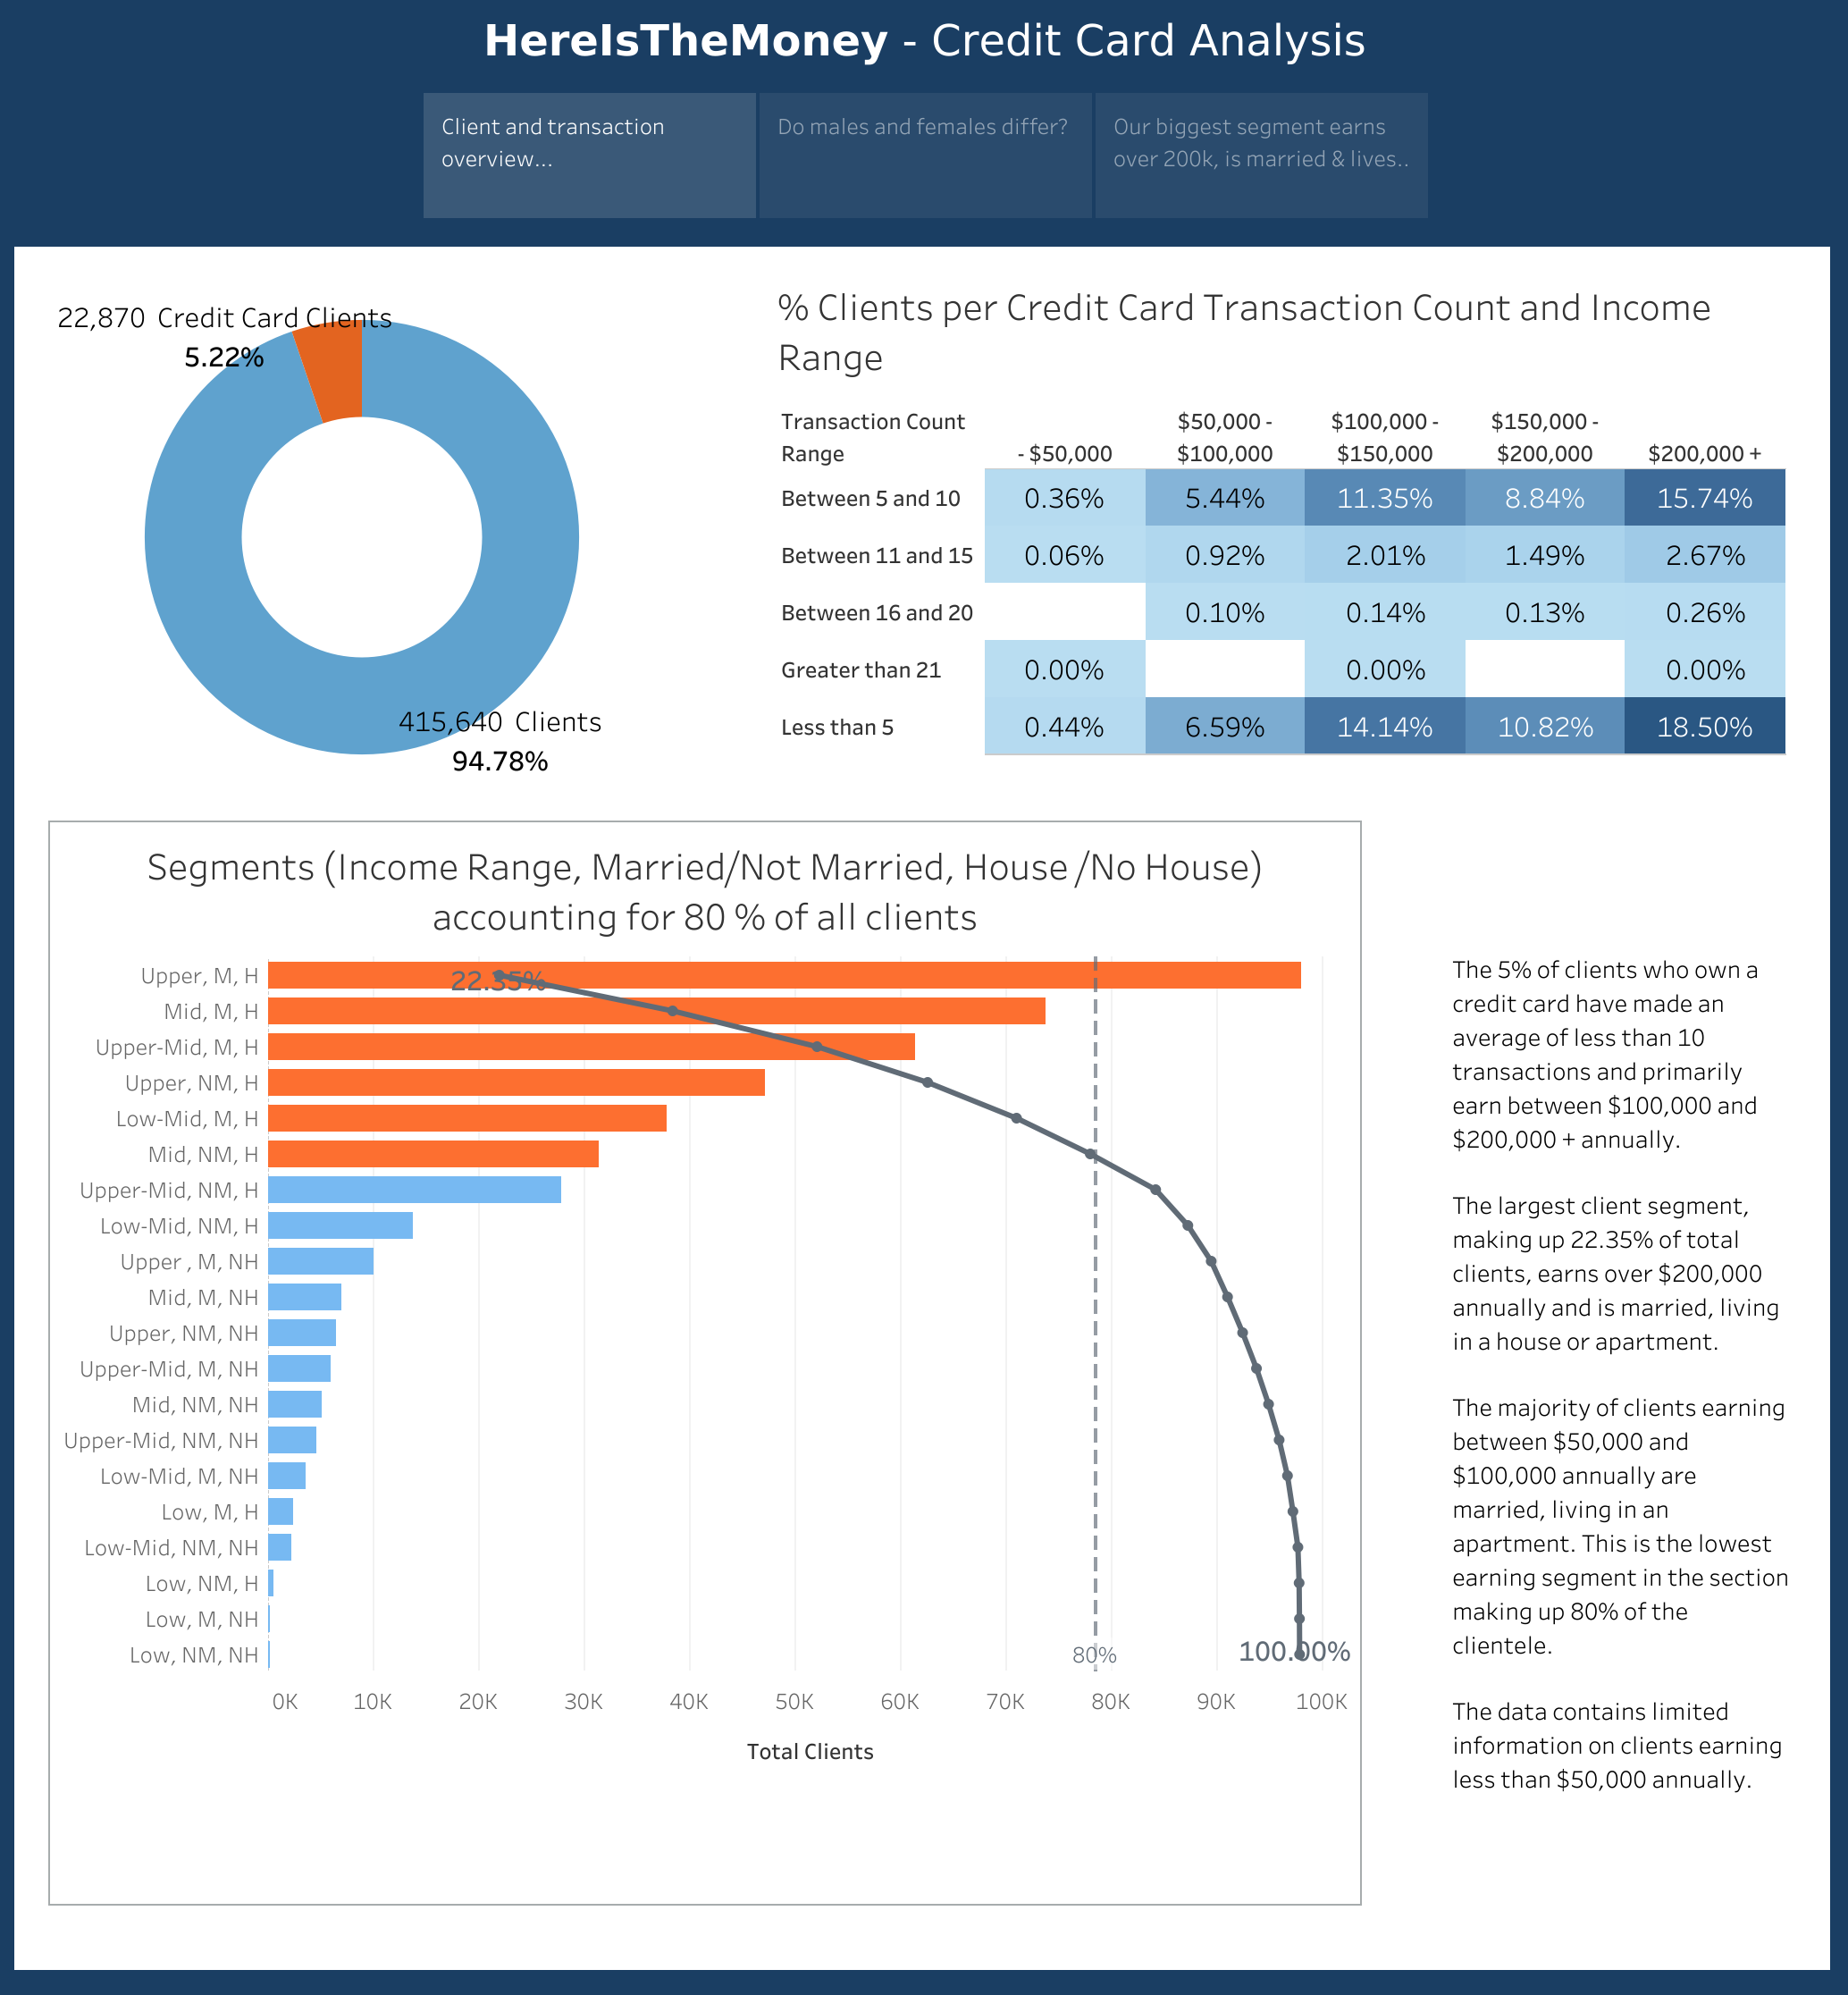 HereIsTheMoney - Credit Card Analysis
Client and transaction
overview...
Do males and females differ?
Our biggest segment earns
over 200k, is married & lives..
22,870 Credit Card Clients
5.22%
415,640 Clients
94.78%
% Clients per Credit Card Transaction Count and Income
Range
Transaction Count
Range
- $50,000
$50,000 -
$100,000
$100,000 -
$150,000
$150,000 -
$200,000
$200,000 +
Between 5 and 10 0.36% 5.44% 11.35% 8.84% 15.74%
Between 11 and 15 0.06% 0.92% 2.01% 1.49% 2.67%
Between 16 and 20 0.10% 0.14% 0.13% 0.26%
Greater than 21 0.00% 0.00% 0.00%
Less than 5 0.44% 6.59% 14.14% 10.82% 18.50%
Segments (Income Range, Married/Not Married, House /No House)
accounting for 80 % of all clients
Upper, M, H
22.35%
Mid, M, H
Upper-Mid, M, H
Upper, NM, H
Low-Mid, M, H
Mid, NM, H
Upper-Mid, NM, H
Low-Mid, NM, H
Upper , M, NH
Mid, M, NH
Upper, NM, NH
Upper-Mid, M, NH
Mid, NM, NH
Upper-Mid, NM, NH
Low-Mid, M, NH
Low, M, H
Low-Mid, NM, NH
Low, NM, H
Low, M, NH
Low, NM, NH
80%
100.00%
0K 10K 20K 30K 40K 50K 60K 70K 80K 90K 100K
Total Clients
The 5% of clients who own a
credit card have made an
average of less than 10
transactions and primarily
earn between $100,000 and
$200,000 + annually.
The largest client segment,
making up 22.35% of total
clients, earns over $200,000
annually and is married, living
in a house or apartment.
The majority of clients earning
between $50,000 and
$100,000 annually are
married, living in an
apartment. This is the lowest
earning segment in the section
making up 80% of the
clientele.
The data contains limited
information on clients earning
less than $50,000 annually.